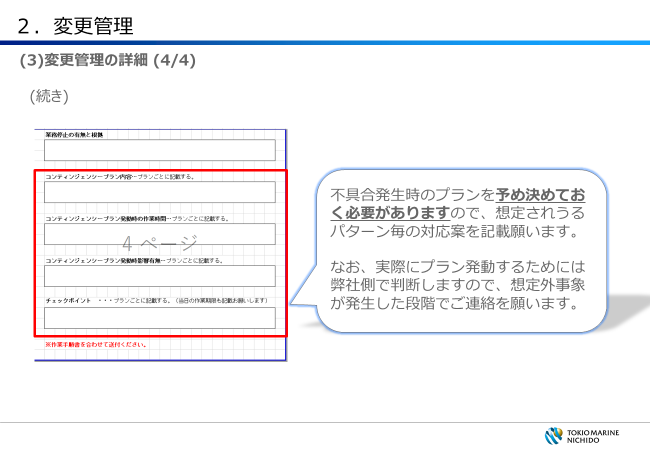 ２．変更管理
(3)変更管理の詳細 (4/4)
(続き)
業務停止の有無と根拠
コンティンジェンシープラン内容…プランごとに記載する。
コンティンジェンシープラン発動時の作業時間…プランごとに記載する。
4 ページ
コンティンジェンシープラン発動時影響有無…プランごとに記載する。
チェックポイント ・・・プランごとに記載する。（当日の作業期限も記載お願いします）
※作業手順書を合わせて送付ください。
不具合発生時のプランを予め決めてお
く必要がありますので、想定されうる
パターン毎の対応案を記載願います。
なお、実際にプラン発動するためには
弊社側で判断しますので、想定外事象
が発生した段階でご連絡を願います。
TOKIO MARINE
NICHIDO